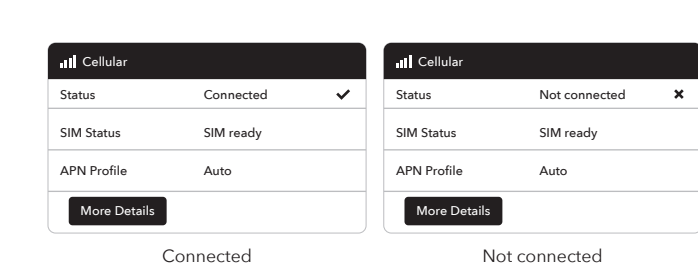 Cellular
Status Connected
SIM Status SIM ready
APN Profile Auto
More Details
Connected
Cellular
Status Not connected
SIM Status SIM ready
APN Profile Auto
More Details
Not connected